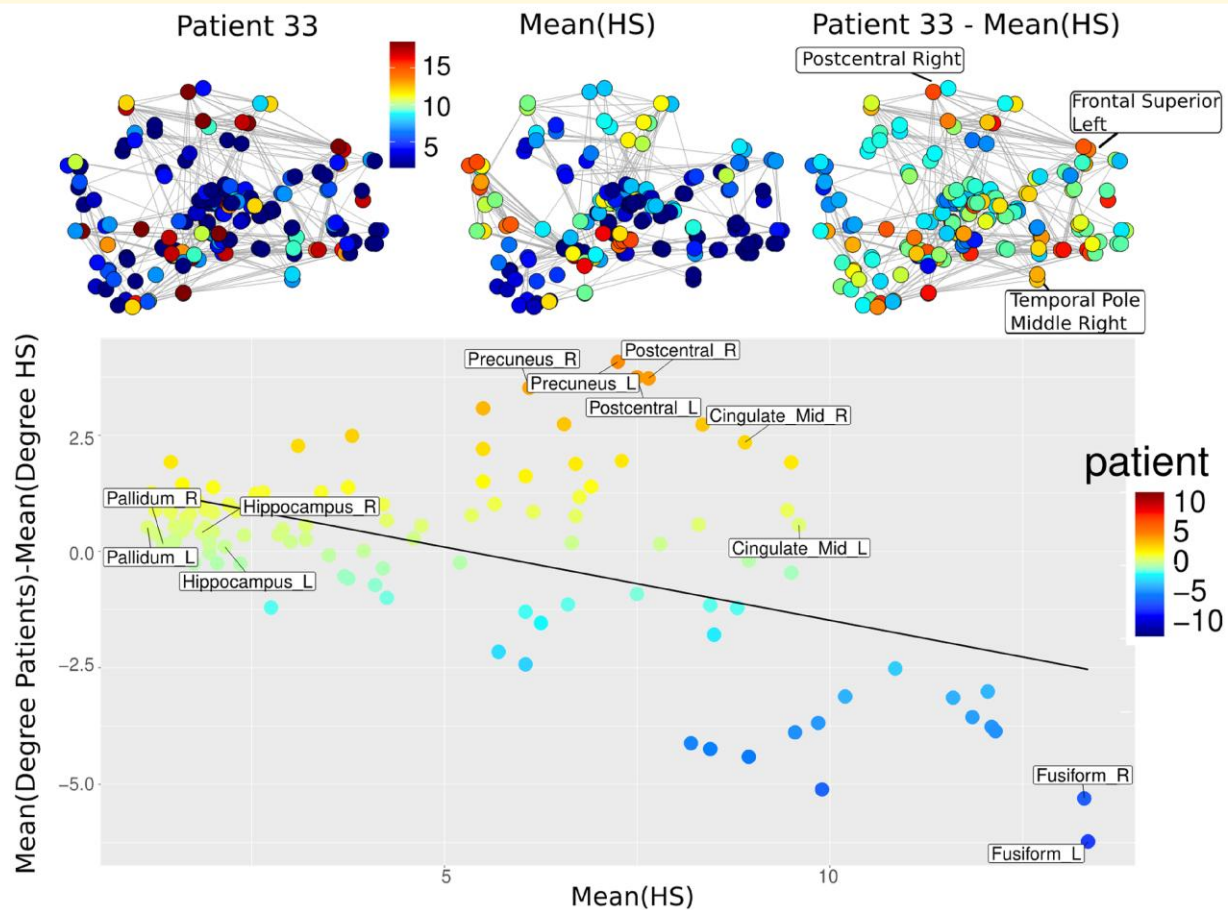 Patient 33
Mean(HS)
Patient 33 - Mean(HS)
15
10
5
Postcentral Right
Frontal Superior
Left
Temporal Pole
Middle Right
Mean(Degree Patients)-Mean(Degree HS)
2.5
0.0
−2.5
−5.0
Precuneus_R
Postcentral_R
Precuneus_L
Postcentral_L
Cingulate_Mid_R
Pallidum_R
Hippocampus_R
Pallidum_L
Hippocampus_L
Cingulate_Mid_L
Fusiform_R
Fusiform_L
patient
10
5
0
-5
-10
5
10
Mean(HS)